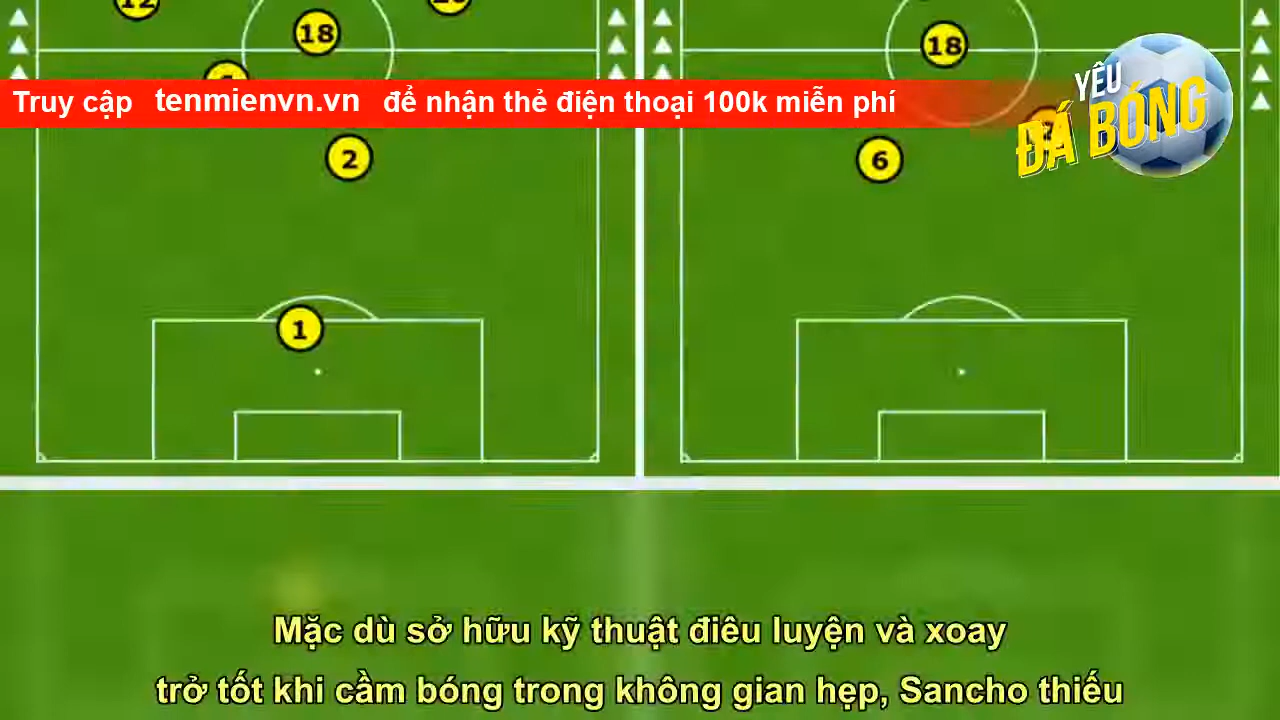 12
18
18
Truy cập tenmienvn.vn để nhận thẻ điện thoại 100k miễn phí
YÊU
ĐÁ BÓNG
2
6
1
Mặc dù sở hữu kỹ thuật điêu luyện và xoay
trở tốt khi cầm bóng trong không gian hẹp, Sancho thiếu